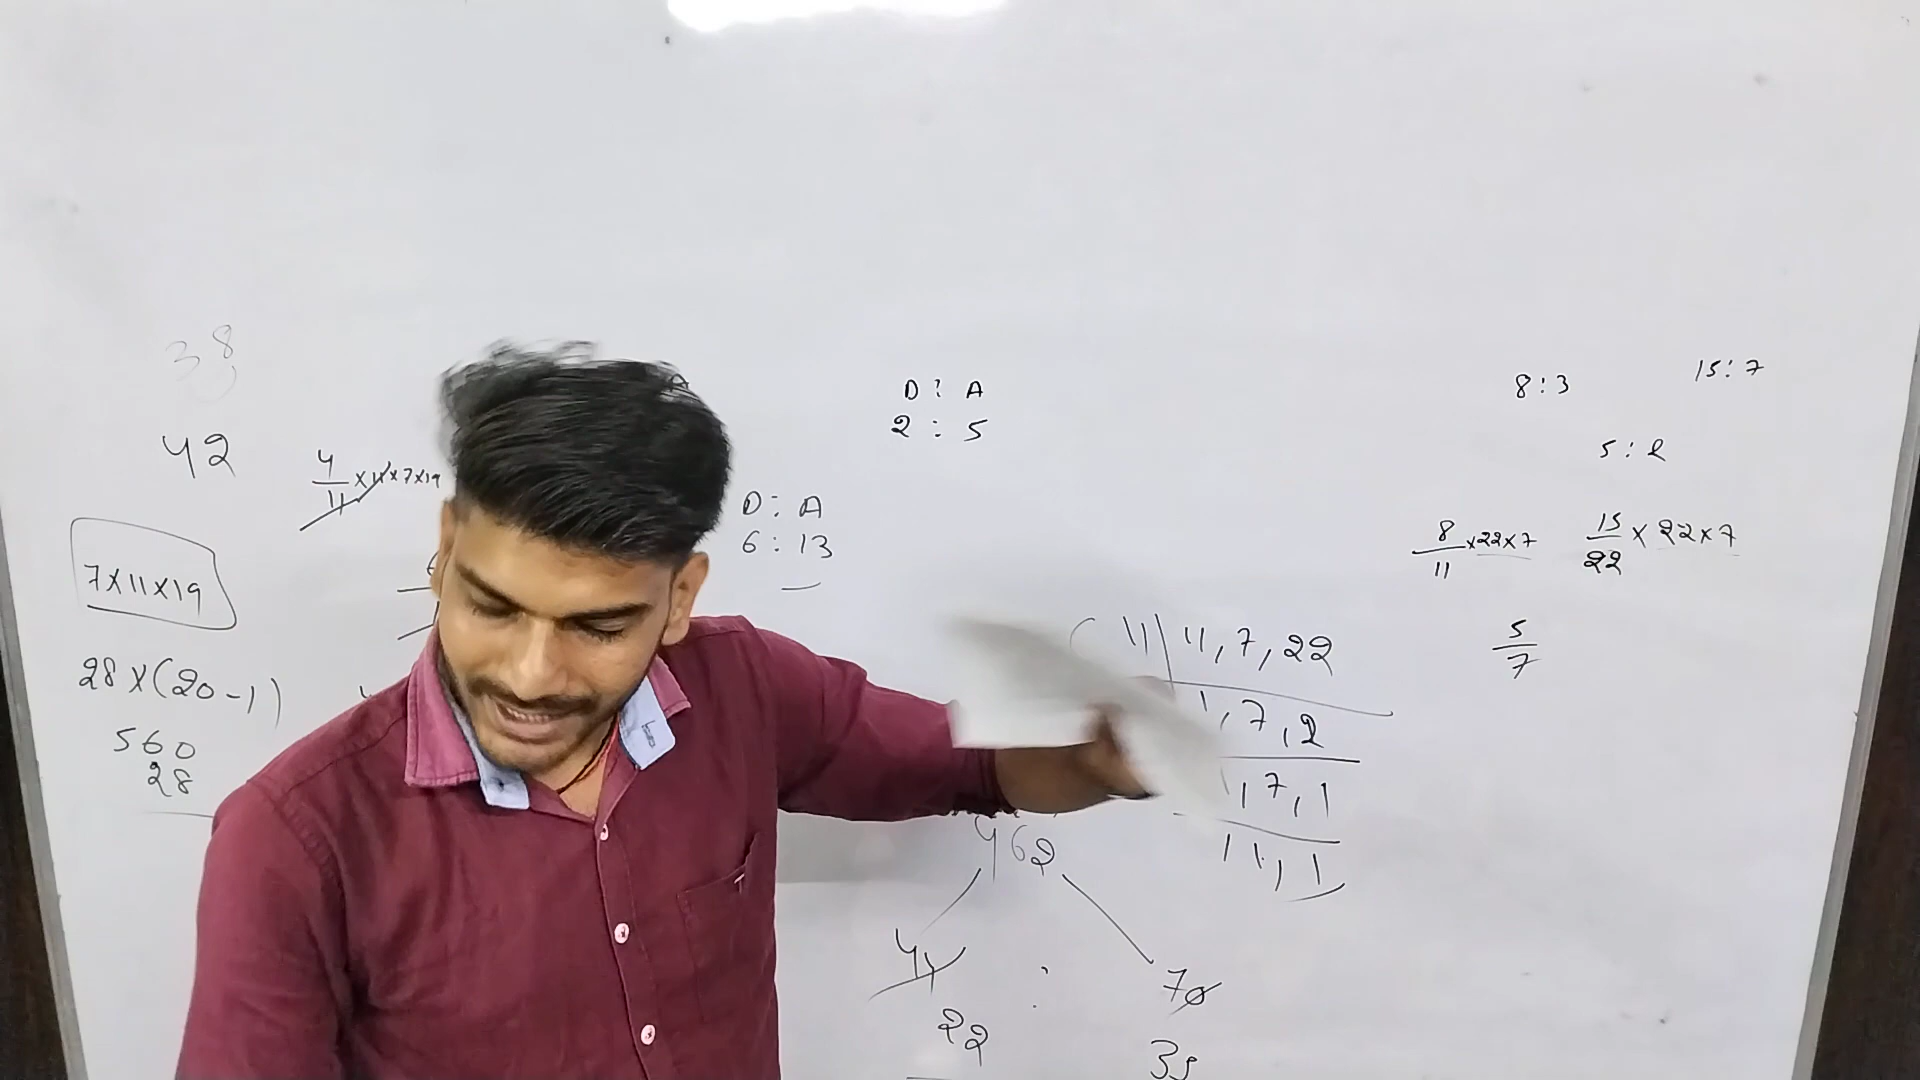 38
42
4/11 × 11 × 7 × 19
7×11×19
28×(20-1)
560
28
D : A
2 : 5
D : A
6 : 13
8:3
15:7
5:2
8/11 ×22×7
15/22 × 22×7
5/7
11| 11, 7, 22
1, 7, 2
, 7, 1
1 1, 1
462
44 : 70
22
35